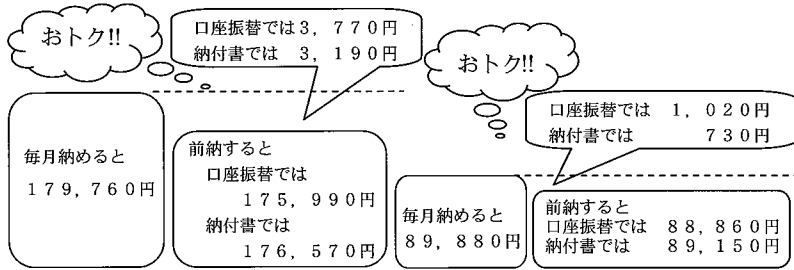 おトク!!
口座振替では3,770円
納付書では 3,190円
毎月納めると
179,760円
前納すると
口座振替では
175,990円
納付書では
176,570円
おトク!!
口座振替では 1,020円
納付書では 730円
毎月納めると
89,880円
前納すると
口座振替では 88,860円
納付書では 89,150円